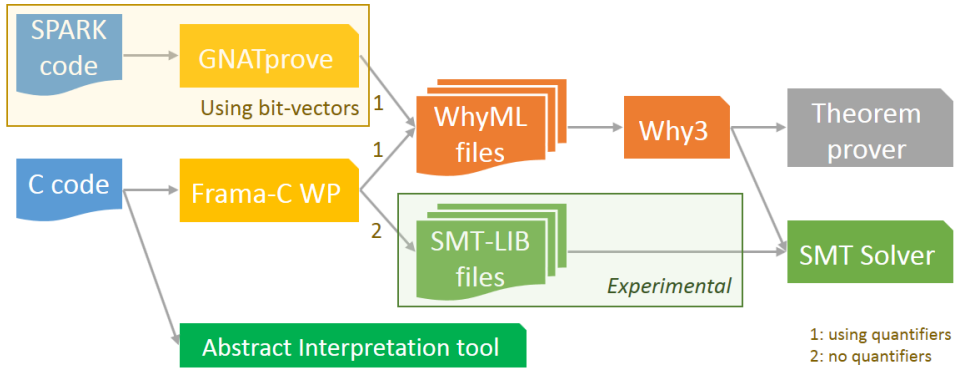 SPARK
code
GNATprove
Using bit-vectors
1
WhyML
files
Why3
Theorem
prover
1
C code
Frama-C WP
2
SMT-LIB
files
Experimental
SMT Solver
Abstract Interpretation tool
1: using quantifiers
2: no quantifiers